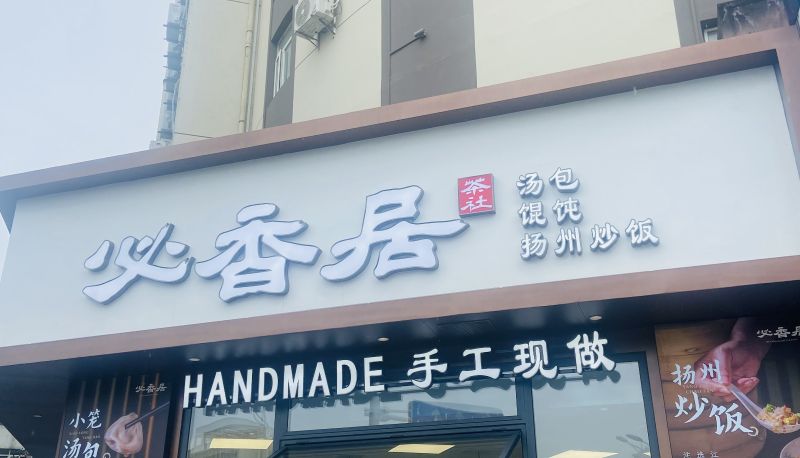 必香居
茶社
汤包
馄饨
扬州炒饭
HANDMADE 手工现做
必香居
小笼
汤包
必香居
扬州
炒饭